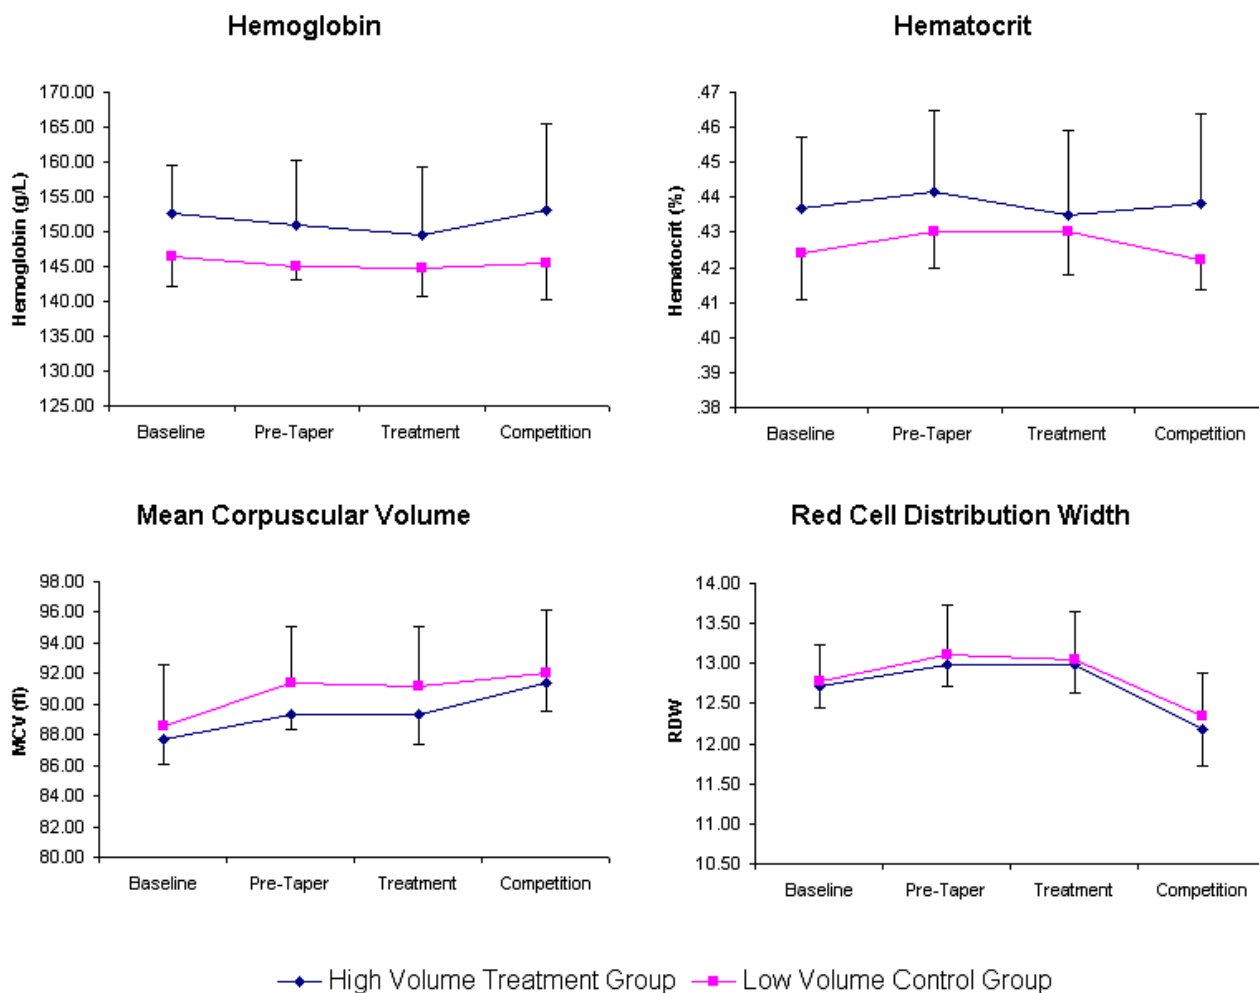 Hemoglobin
Hemoglobin (g/L)
170.00
165.00
160.00
155.00
150.00
145.00
140.00
135.00
130.00
125.00
Baseline Pre-Taper Treatment Competition
Hematocrit
Hematocrit (%)
.47
.46
.45
.44
.43
.42
.41
.40
.39
.38
Baseline Pre-Taper Treatment Competition
Mean Corpuscular Volume
MCV (fl)
98.00
96.00
94.00
92.00
90.00
88.00
86.00
84.00
82.00
80.00
Baseline Pre-Taper Treatment Competition
Red Cell Distribution Width
RDW
14.00
13.50
13.00
12.50
12.00
11.50
11.00
10.50
Baseline Pre-Taper Treatment Competition
High Volume Treatment Group Low Volume Control Group